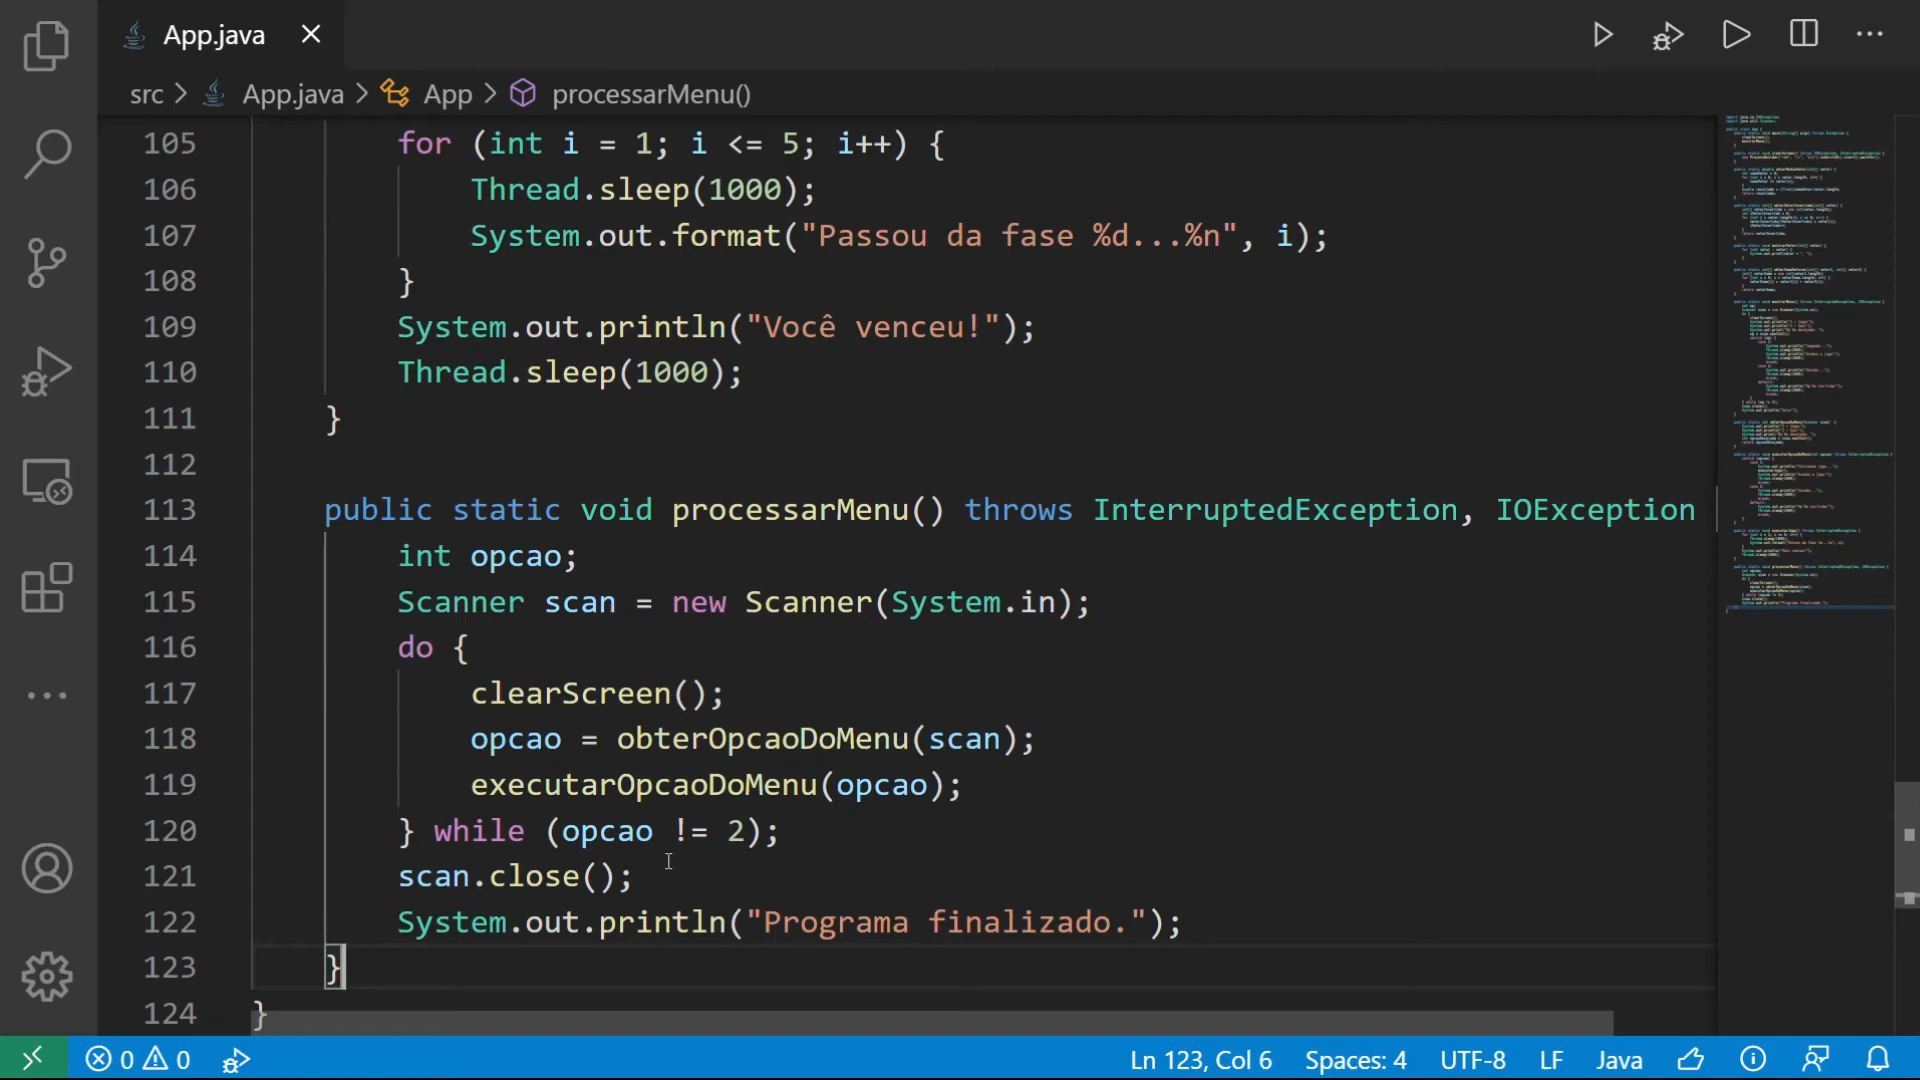 App.java
src > App.java > App > processarMenu()
105 for (int i = 1; i <= 5; i++) {
106 Thread.sleep(1000);
107 System.out.format("Passou da fase %d...%n", i);
108 }
109 System.out.println("Você venceu!");
110 Thread.sleep(1000);
111 }
112
113 public static void processarMenu() throws InterruptedException, IOException
114 int opcao;
115 Scanner scan = new Scanner(System.in);
116 do {
117 clearScreen();
118 opcao = obterOpcaoDoMenu(scan);
119 executarOpcaoDoMenu(opcao);
120 } while (opcao != 2);
121 scan.close();
122 System.out.println("Programa finalizado.");
123 }
124 }
0 0 Ln 123, Col 6 Spaces: 4 UTF-8 LF Java